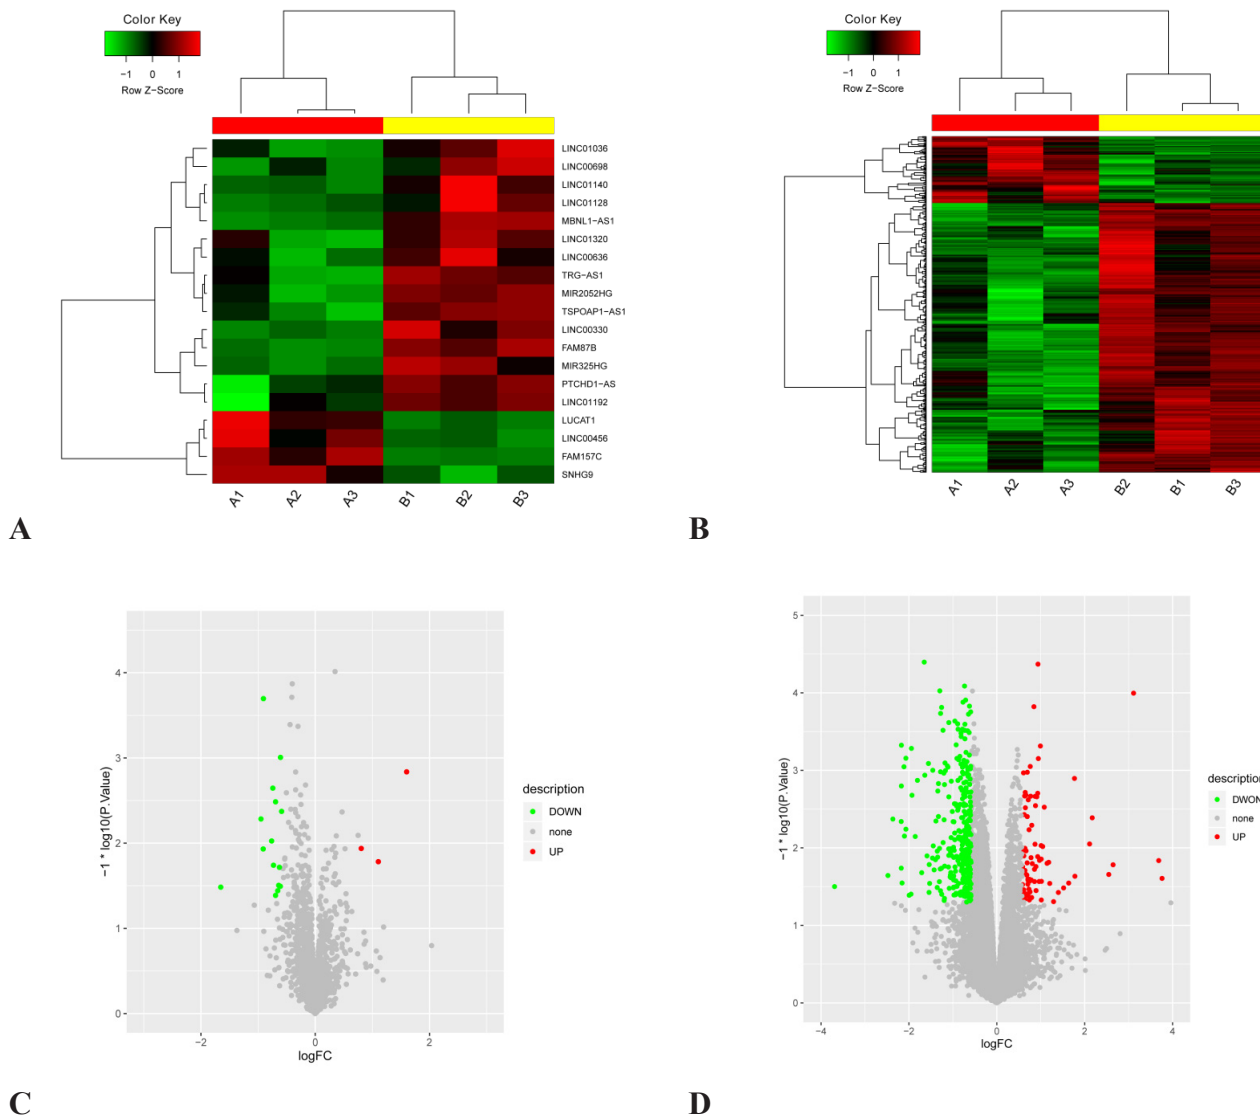 Color Key
−1 0 1
Row Z−Score
LINC01036
LINC00698
LINC01140
LINC01128
MBNL1−AS1
LINC01320
LINC00636
TRG−AS1
MIR2052HG
TSPOAP1−AS1
LINC00330
FAM87B
MIR325HG
PTCHD1−AS
LINC01192
LUCAT1
LINC00456
FAM157C
SNHG9
A1 A2 A3 B1 B2 B3
A
Color Key
−1 0 1
Row Z−Score
A1 A2 A3 B2 B1 B3
B
4
3
2
1
0
−1 * log10(P.Value)
−2 0 2
logFC
description
DOWN
none
UP
C
5
4
3
2
1
0
−1 * log10(P.Value)
−4 −2 0 2 4
logFC
description
DWON
none
UP
D